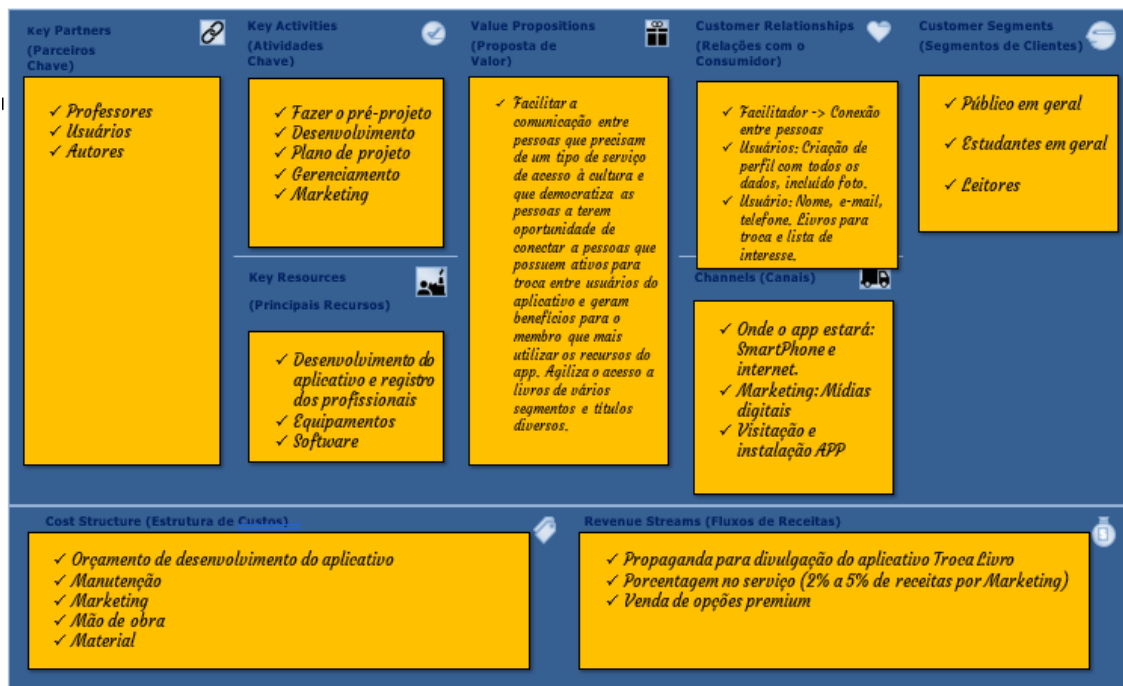 Key Partners
(Parceiros
Chave)
✓ Professores
✓ Usuários
✓ Autores
Key Activities
(Atividades
Chave)
✓ Fazer o pré-projeto
✓ Desenvolvimento
✓ Plano de projeto
✓ Gerenciamento
✓ Marketing
Key Resources
(Principais Recursos)
✓ Desenvolvimento do
aplicativo e registro
dos profissionais
✓ Equipamentos
✓ Software
Value Propositions
(Proposta de
Valor)
✓ Facilitar a
comunicação entre
pessoas que precisam
de um tipo de serviço
de acesso à cultura e
que democratiza as
pessoas a terem
oportunidade de
conectar a pessoas que
possuem ativos para
troca entre usuários do
aplicativo e geram
benefícios para o
membro que mais
utilizar os recursos do
app. Agiliza o acesso a
livros de vários
segmentos e títulos
diversos.
Customer Relationships
(Relações com o
Consumidor)
✓ Facilitador -> Conexão
entre pessoas
✓ Usuários: Criação de
perfil com todos os
dados, incluído foto.
✓ Usuário: Nome, e-mail,
telefone. Livros para
troca e lista de
interesse.
Channels (Canais)
✓ Onde o app estará:
SmartPhone e
internet.
✓ Marketing: Mídias
digitais
✓ Visitação e
instalação APP
Customer Segments
(Segmentos de Clientes)
✓ Público em geral
✓ Estudantes em geral
✓ Leitores
Cost Structure (Estrutura de Custos)
✓ Orçamento de desenvolvimento do aplicativo
✓ Manutenção
✓ Marketing
✓ Mão de obra
✓ Material
Revenue Streams (Fluxos de Receitas)
✓ Propaganda para divulgação do aplicativo Troca Livro
✓ Porcentagem no serviço (2% a 5% de receitas por Marketing)
✓ Venda de opções premium